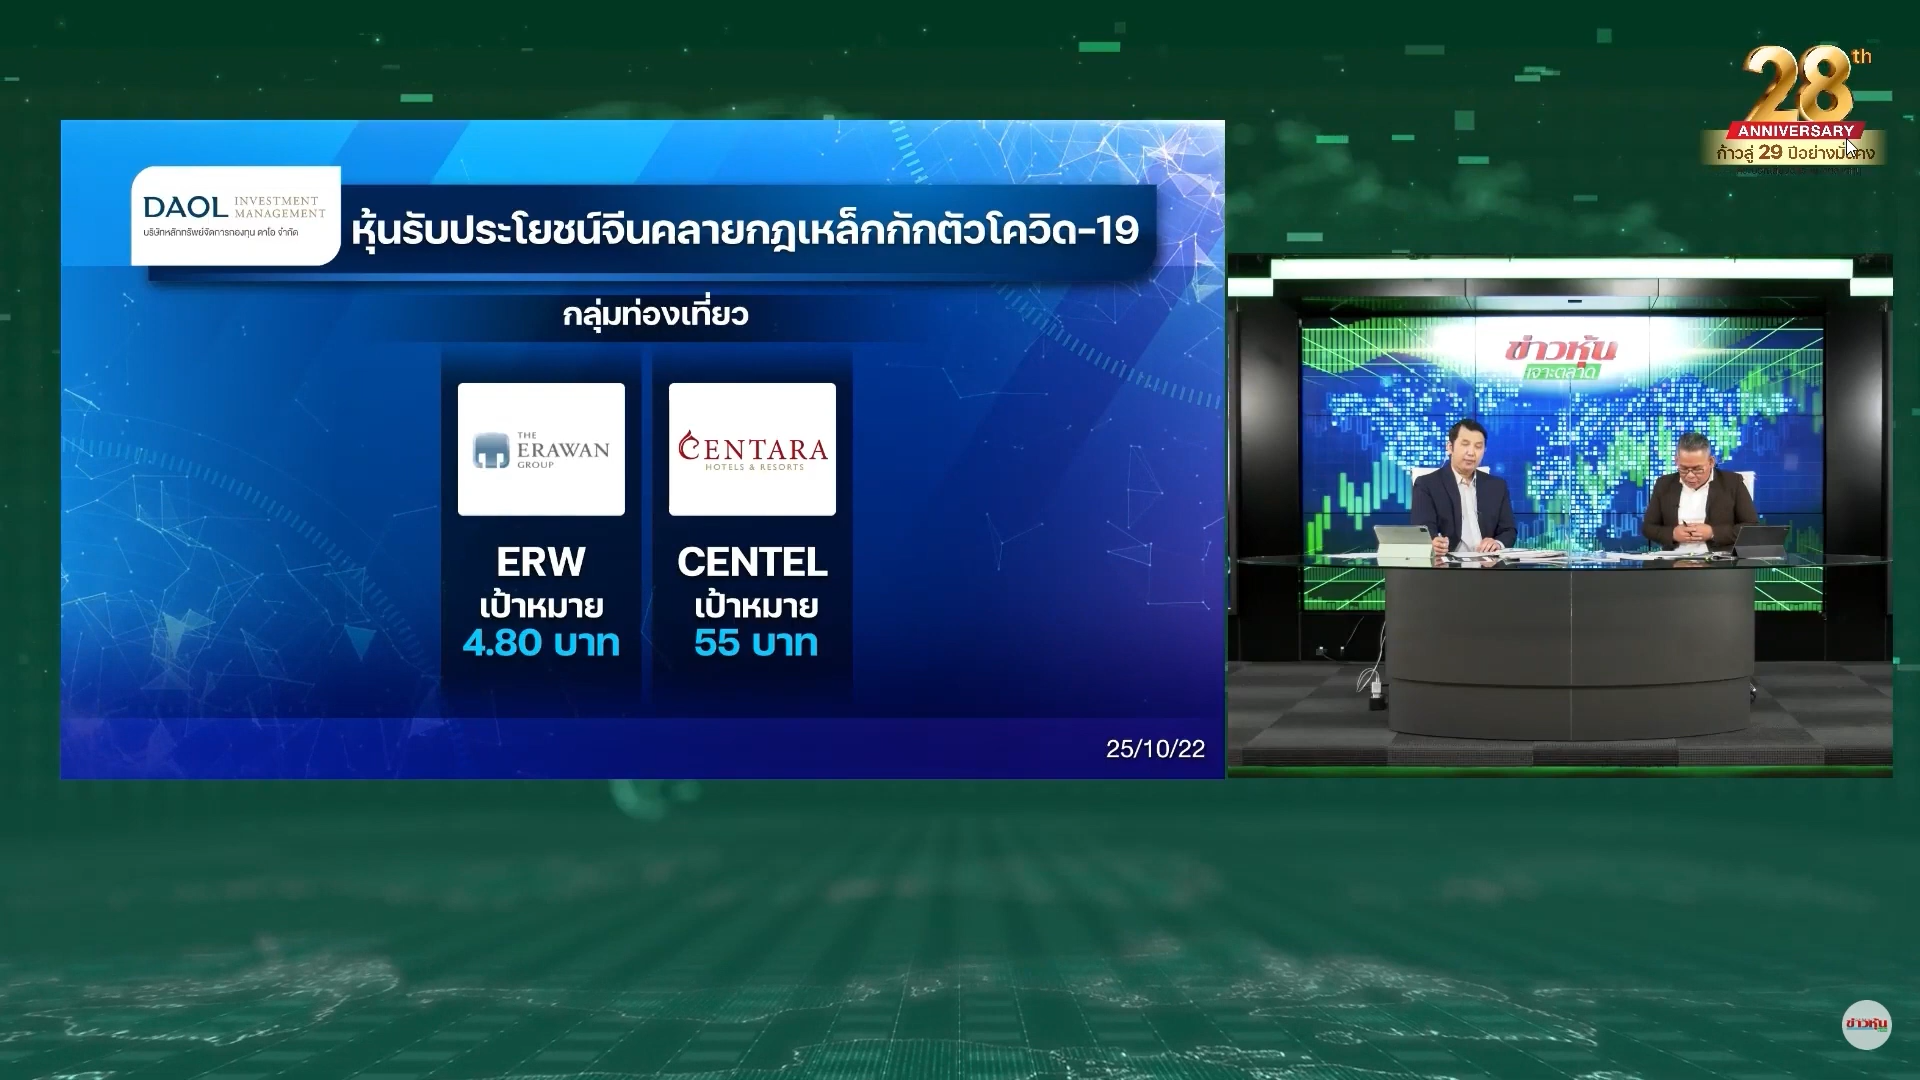 28th
ANNIVERSARY
ก้าวสู่ 29 ปีอย่างมั่นคง
DAOL INVESTMENT MANAGEMENT
บริษัทหลักทรัพย์จัดการกองทุน ดาโอ จำกัด
หุ้นรับประโยชน์จีนคลายกฎเหล็กกักตัวโควิด-19
กลุ่มท่องเที่ยว
THE
ERAWAN
GROUP
CENTARA
HOTELS & RESORTS
ERW
เป้าหมาย
4.80 บาท
CENTEL
เป้าหมาย
55 บาท
25/10/22
ข่าวหุ้น
เจาะตลาด
ข่าวหุ้น